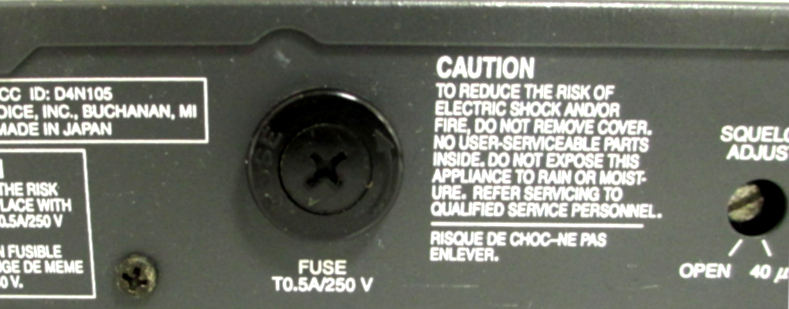 CC ID: D4N105
OICE, INC., BUCHANAN, MI
MADE IN JAPAN
THE RISK
LACE WITH
0.5A/250 V
N FUSIBLE
GE DE MEME
0 V.
FUSE
FUSE
T0.5A/250 V
CAUTION
TO REDUCE THE RISK OF
ELECTRIC SHOCK AND/OR
FIRE, DO NOT REMOVE COVER.
NO USER-SERVICEABLE PARTS
INSIDE. DO NOT EXPOSE THIS
APPLIANCE TO RAIN OR MOIST-
URE. REFER SERVICING TO
QUALIFIED SERVICE PERSONNEL.
RISQUE DE CHOC–NE PAS
ENLEVER.
SQUELC
ADJUST
OPEN 40 µ